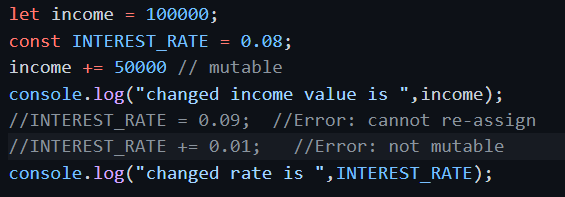 let income = 100000;
const INTEREST_RATE = 0.08;
income += 50000 // mutable
console.log("changed income value is ",income);
//INTEREST_RATE = 0.09;  //Error: cannot re-assign
//INTEREST_RATE += 0.01;   //Error: not mutable
console.log("changed rate is ",INTEREST_RATE);